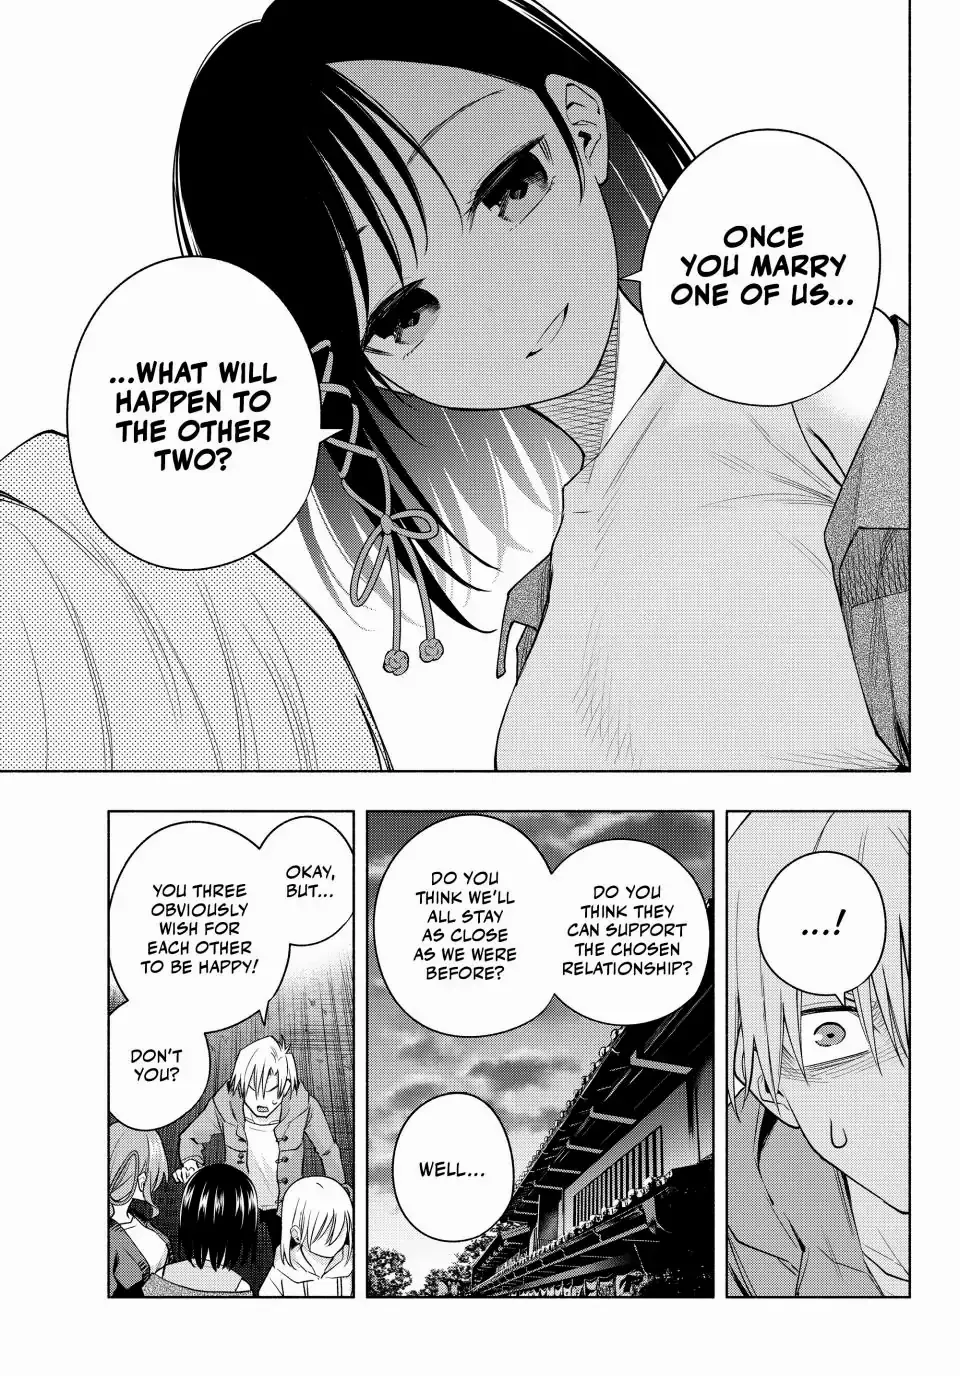 ONCE
YOU MARRY
ONE OF US...
...WHAT WILL
HAPPEN TO
THE OTHER
TWO?
...!
DO YOU
THINK THEY
CAN SUPPORT
THE CHOSEN
RELATIONSHIP?
DO YOU
THINK WE'LL
ALL STAY
AS CLOSE
AS WE WERE
BEFORE?
WELL...
OKAY,
BUT...
YOU THREE
OBVIOUSLY
WISH FOR
EACH OTHER
TO BE HAPPY!
DON'T
YOU?